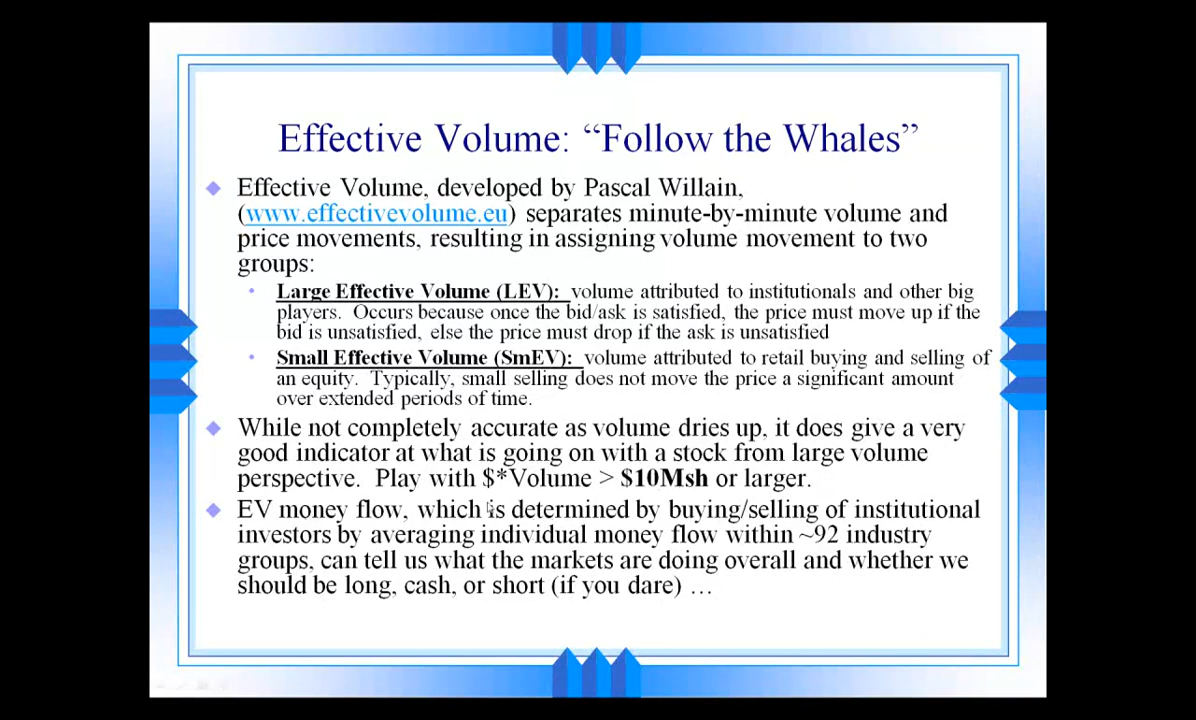 Effective Volume: “Follow the Whales”
Effective Volume, developed by Pascal Willain,
(www.effectivevolume.eu) separates minute-by-minute volume and
price movements, resulting in assigning volume movement to two
groups:
Large Effective Volume (LEV): volume attributed to institutionals and other big
players. Occurs because once the bid/ask is satisfied, the price must move up if the
bid is unsatisfied, else the price must drop if the ask is unsatisfied
Small Effective Volume (SmEV): volume attributed to retail buying and selling of
an equity. Typically, small selling does not move the price a significant amount
over extended periods of time.
While not completely accurate as volume dries up, it does give a very
good indicator at what is going on with a stock from large volume
perspective. Play with $*Volume > $10Msh or larger.
EV money flow, which is determined by buying/selling of institutional
investors by averaging individual money flow within ~92 industry
groups, can tell us what the markets are doing overall and whether we
should be long, cash, or short (if you dare) …